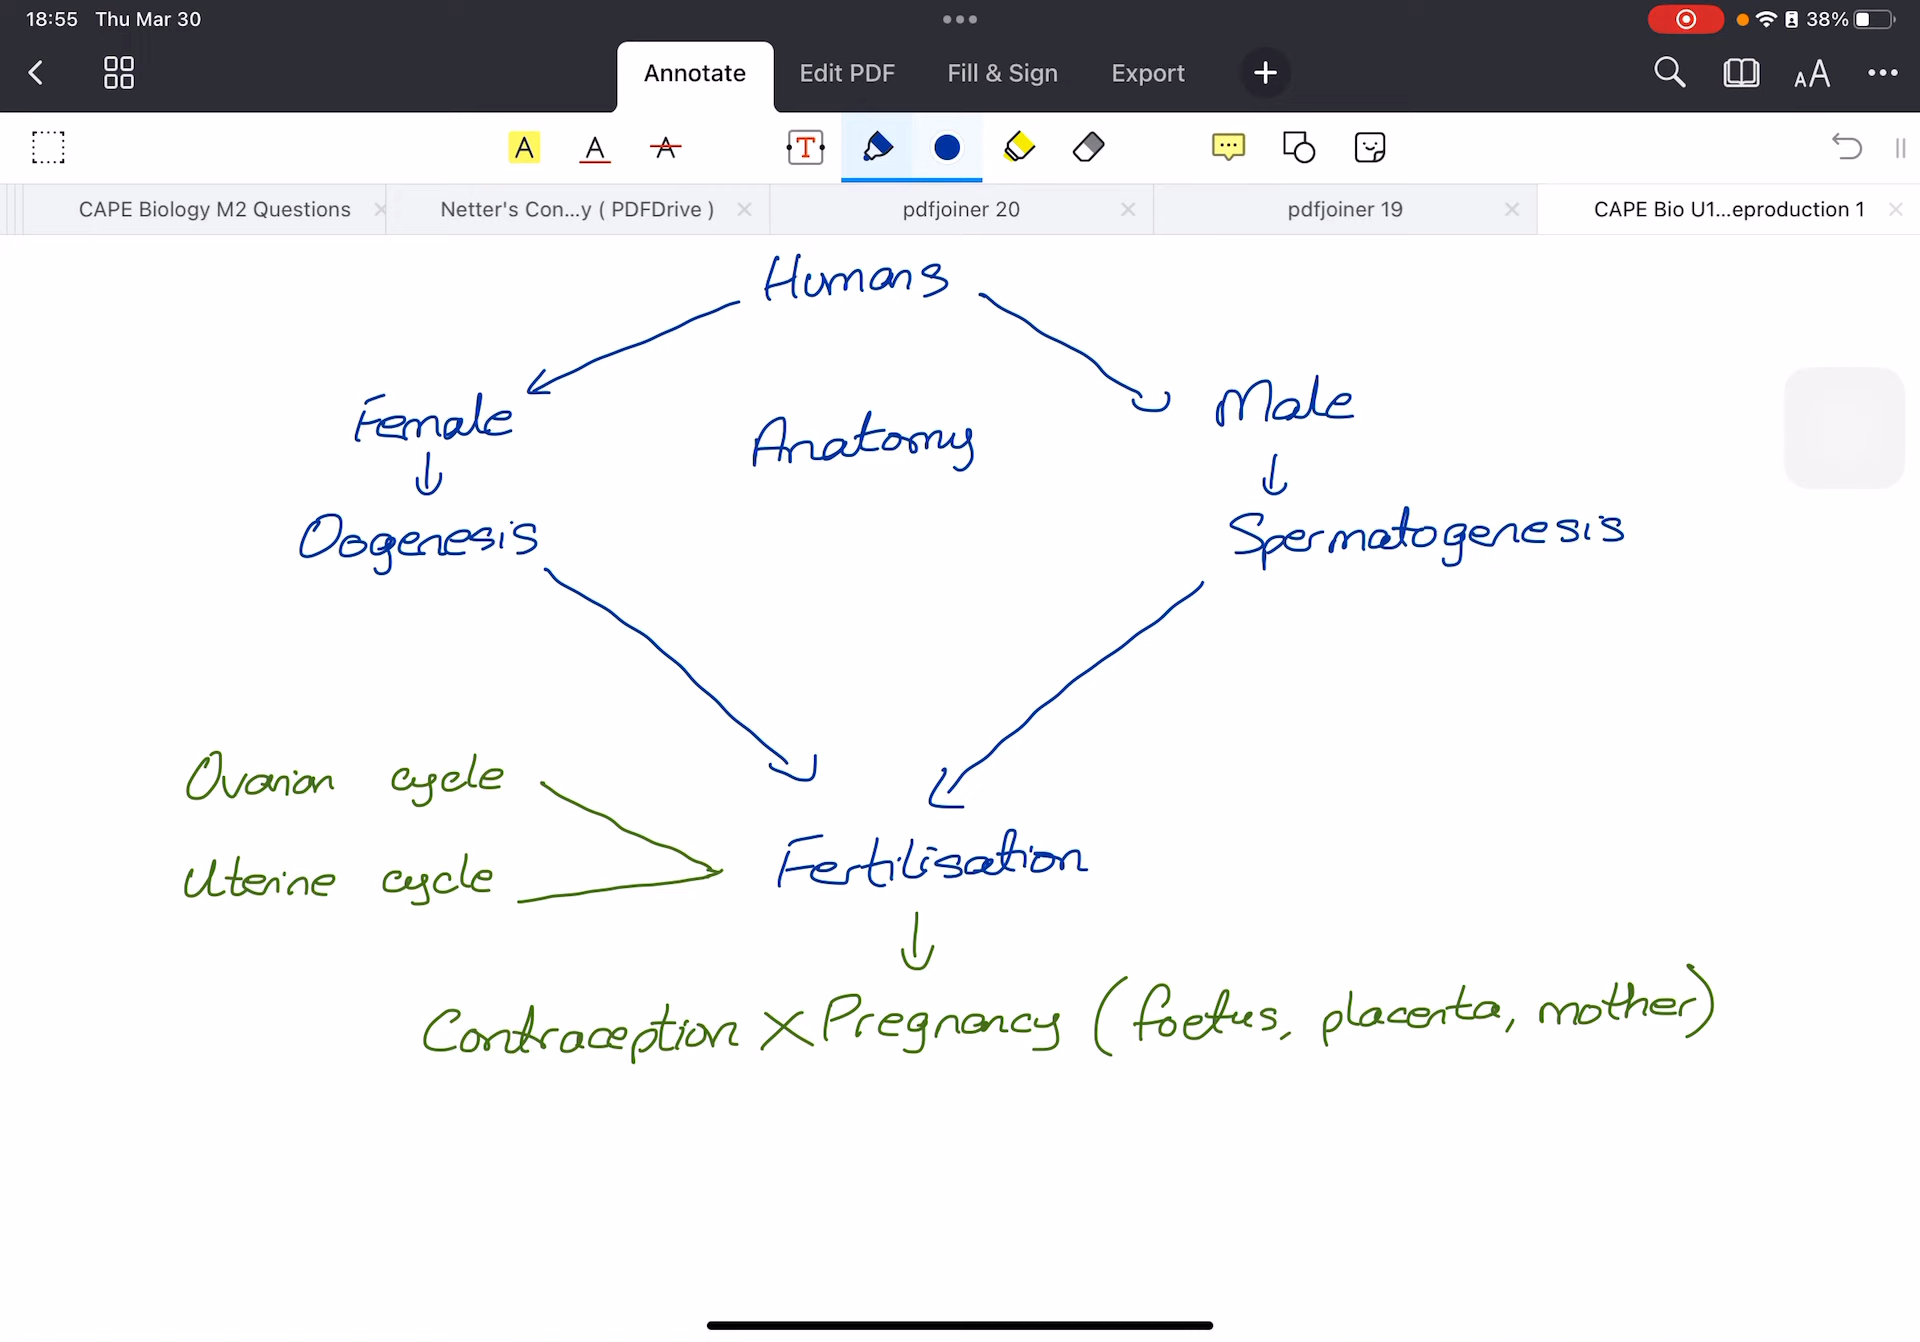 18:55 Thu Mar 30
38%
Annotate Edit PDF Fill & Sign Export
CAPE Biology M2 Questions Netter's Con...y ( PDFDrive ) pdfjoiner 20 pdfjoiner 19 CAPE Bio U1...eproduction 1
Humans
Female Anatomy Male
Oogenesis Spermatogenesis
Ovarian cycle
Uterine cycle Fertilisation
Contraception X Pregnancy (foetus, placenta, mother)